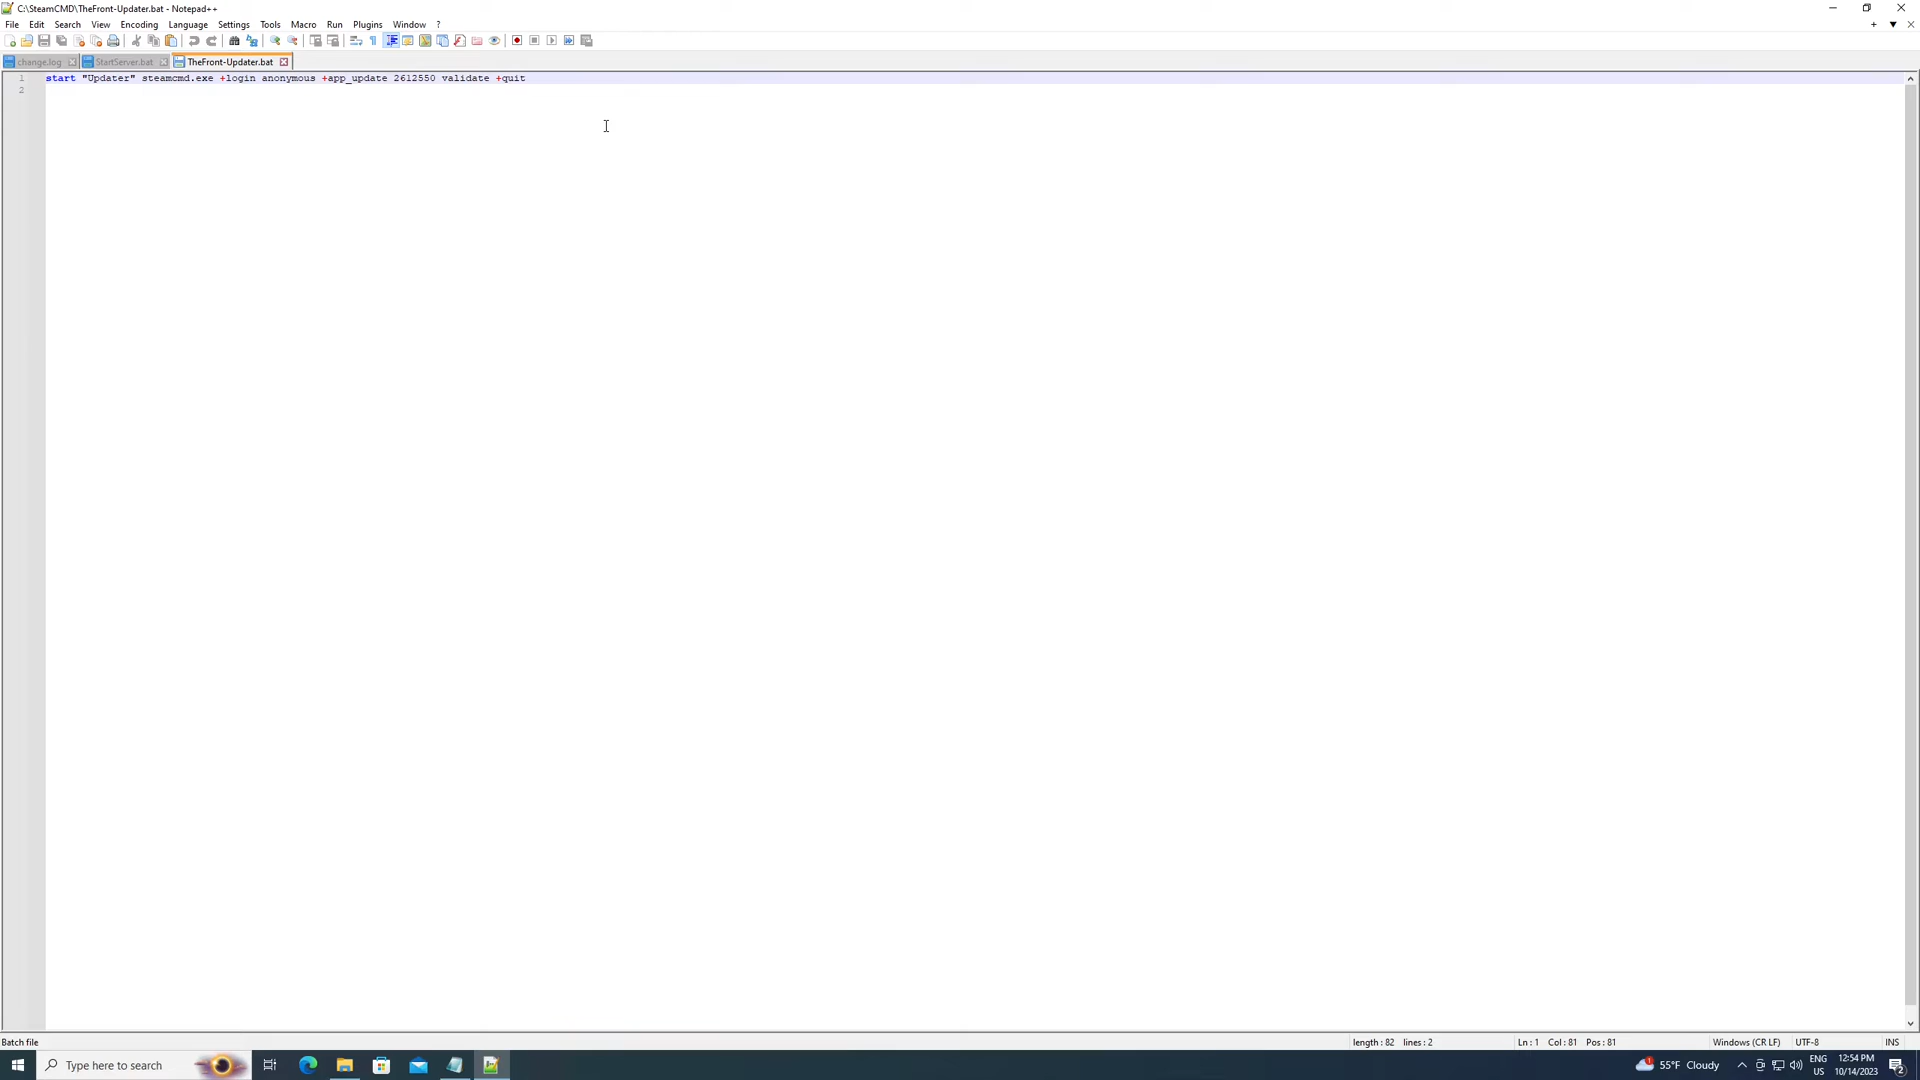 C:\SteamCMD\TheFront-Updater.bat - Notepad++
File Edit Search View Encoding Language Settings Tools Macro Run Plugins Window ?
change.log StartServer.bat TheFront-Updater.bat
1 start "Updater" steamcmd.exe +login anonymous +app_update 2612550 validate +quit
2
Batch file length : 82 lines : 2 Ln : 1 Col : 81 Pos : 81 Windows (CR LF) UTF-8 INS
Type here to search 55°F Cloudy ENG US 12:54 PM 10/14/2023 2